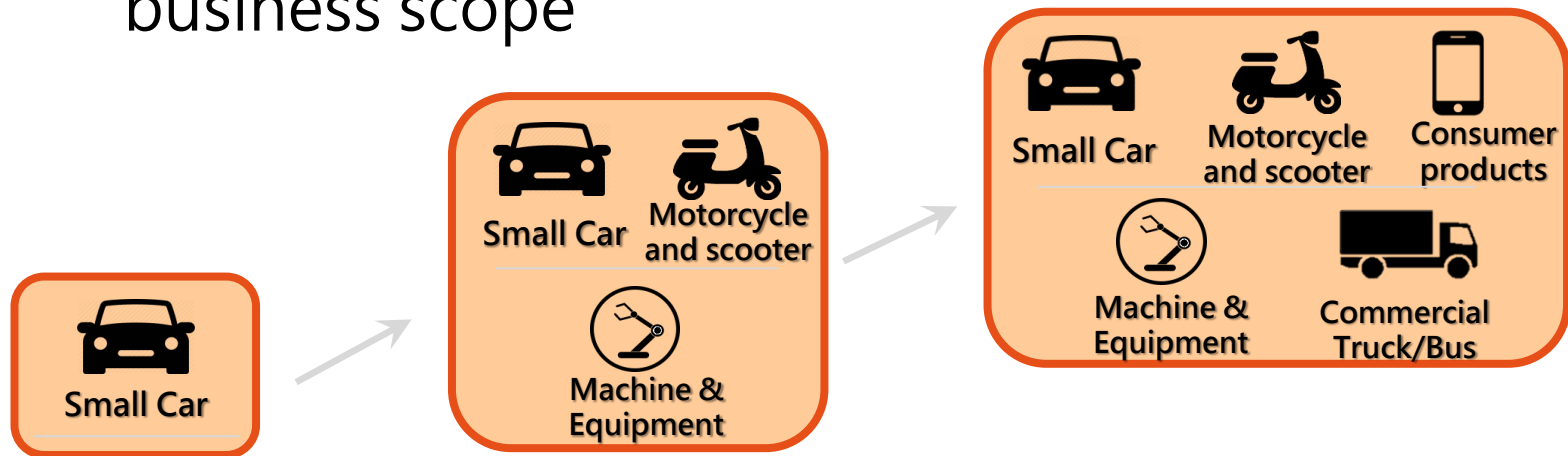 business scope
Small Car
Small Car
Motorcycle
and scooter
Machine &
Equipment
Small Car
Motorcycle
and scooter
Consumer
products
Machine &
Equipment
Commercial
Truck/Bus